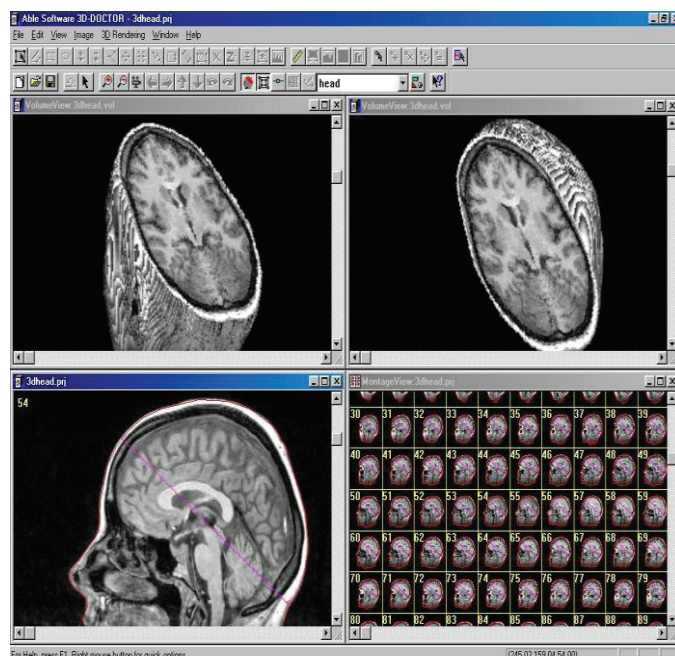 Able Software 3D-DOCTOR - 3dhead.prj
File Edit View Image 3D Rendering Window Help
head
VolumeView:3dhead.vol
VolumeView:3dhead.vol
3dhead.prj
54
MontageView:3dhead.prj
30 31 32 33 34 35 36 37 38 39
40 41 42 43 44 45 46 47 48 49
50 51 52 53 54 55 56 57 58 59
60 61 62 63 64 65 66 67 68 69
70 71 72 73 74 75 76 77 78 79
80 81 82 83 84 85 86 87 88 89
For Help, press F1. Right mouse button for quick options.